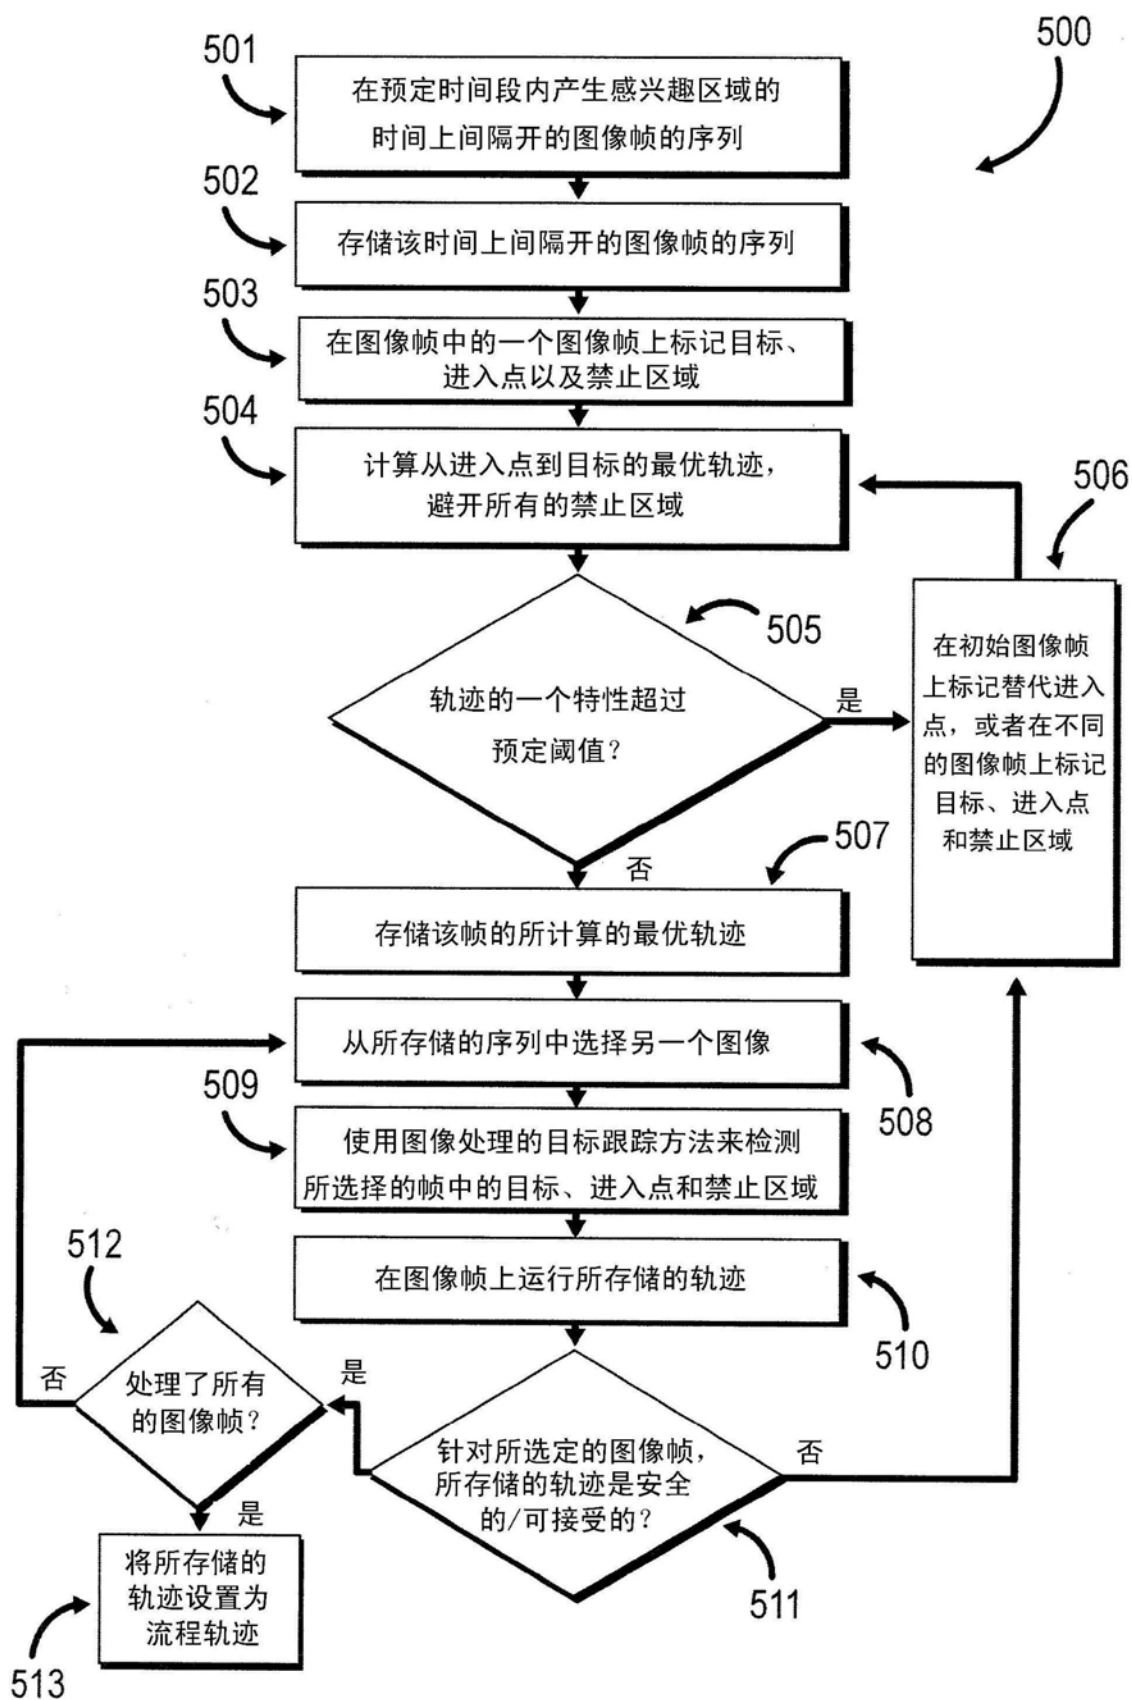 500
501
在预定时间段内产生感兴趣区域的
时间上间隔开的图像帧的序列
502
存储该时间上间隔开的图像帧的序列
503
在图像帧中的一个图像帧上标记目标、
进入点以及禁止区域
504
计算从进入点到目标的最优轨迹，
避开所有的禁止区域
506
在初始图像帧
上标记替代进入
点，或者在不同
的图像帧上标记
目标、进入点
和禁止区域
505
轨迹的一个特性超过
预定阈值？
是
否
507
存储该帧的所计算的最优轨迹
从所存储的序列中选择另一个图像
508
509
使用图像处理的目标跟踪方法来检测
所选择的帧中的目标、进入点和禁止区域
在图像帧上运行所存储的轨迹
510
512
处理了所有
的图像帧？
否
是
针对所选定的图像帧，
所存储的轨迹是安全
的/可接受的？
否
511
是
将所存储的
轨迹设置为
流程轨迹
513